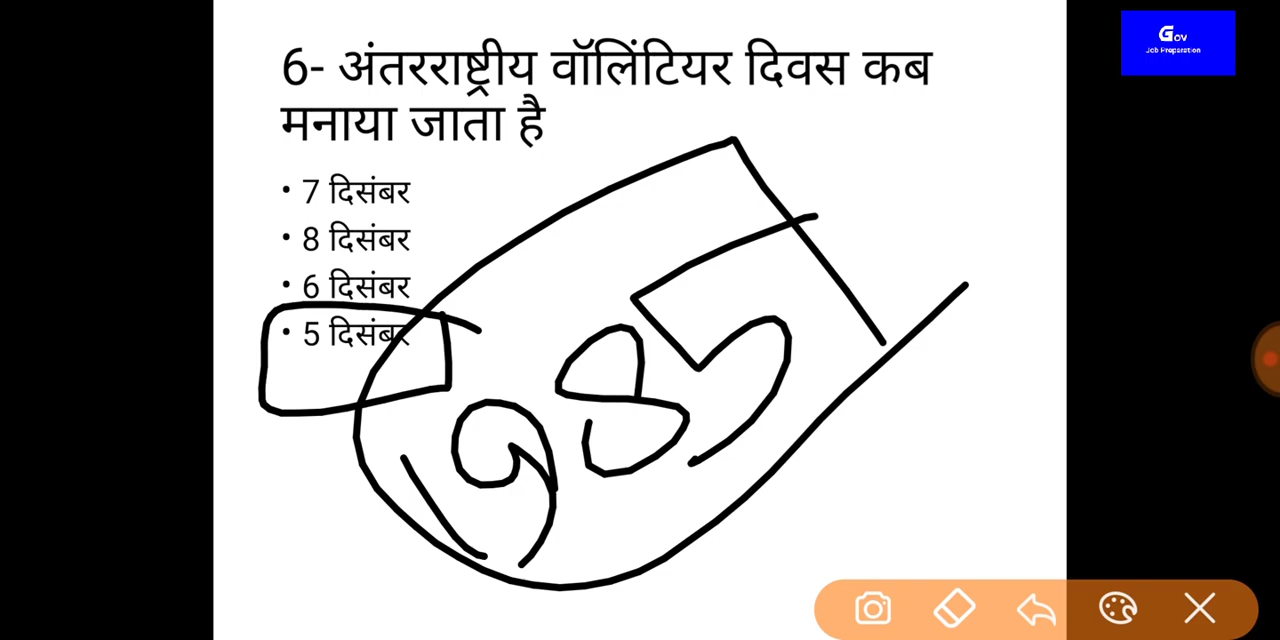 6- अंतरराष्ट्रीय वॉलिंटियर दिवस कब
मनाया जाता है
• 7 दिसंबर
• 8 दिसंबर
• 6 दिसंबर
• 5 दिसंबर
1985
Gov
Job Preparation